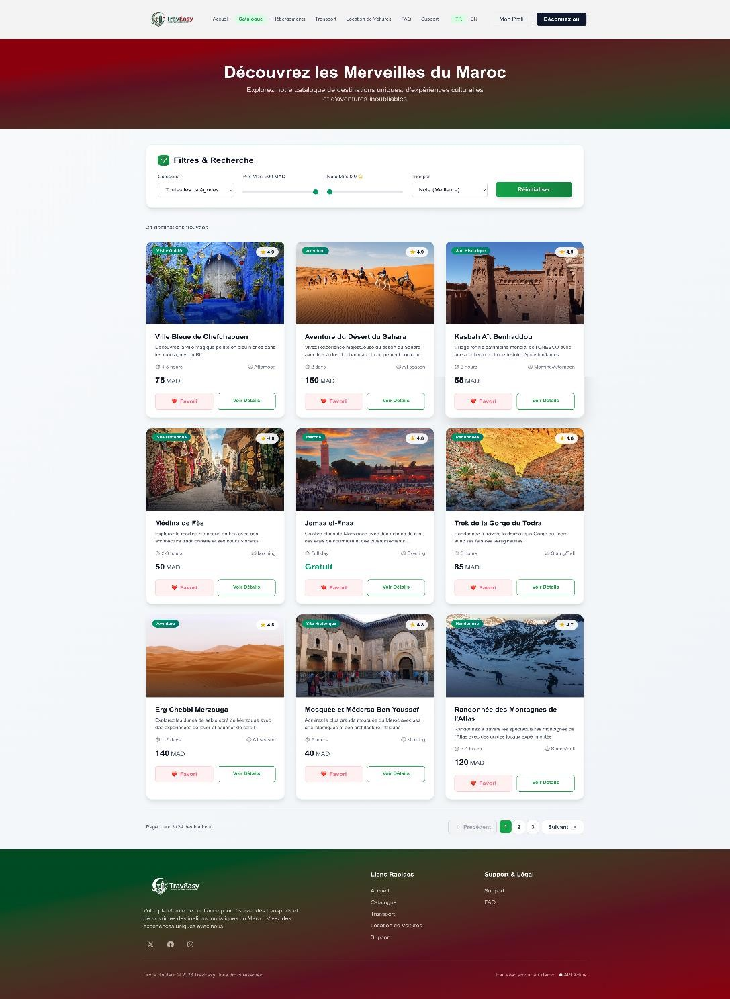 TravEasy
Accueil
Catalogue
Hébergements
Transport
Location de Voitures
FAQ
Support
FR
EN
Mon Profil
Déconnexion
Découvrez les Merveilles du Maroc
Explorez notre catalogue de destinations uniques, d'expériences culturelles
et d'aventures inoubliables
Filtres & Recherche
Catégorie
Prix Max: 200 MAD
Note Min: 0.0 ⭐
Trier par
Toutes les catégories
Note (Meilleure)
Réinitialiser
24 destinations trouvées
Visite Guidée
4.9
Ville Bleue de Chefchaouen
Découvrez la ville magique peinte en bleu nichée dans
les montagnes du Rif
4-5 hours
Afternoon
75 MAD
Favori
Voir Détails
Aventure
4.9
Aventure du Désert du Sahara
Vivez l'expérience majestueuse du désert du Sahara
avec trek à dos de chameau et campement nocturne
2 days
All season
150 MAD
Favori
Voir Détails
Site Historique
4.9
Kasbah Aït Benhaddou
Village fortifié patrimoine mondial de l'UNESCO avec
une architecture et une histoire époustouflantes
3 hours
Morning/Afternoon
55 MAD
Favori
Voir Détails
Site Historique
4.8
Médina de Fès
Explorez la médina historique de Fès avec son
architecture traditionnelle et ses souks vibrants
2-3 hours
Morning
50 MAD
Favori
Voir Détails
Marché
4.8
Jemaa el-Fnaa
Célèbre place de Marrakech avec des artistes de rue,
des étals de nourriture et des divertissements
Full day
Evening
Gratuit
Favori
Voir Détails
Randonnée
4.8
Trek de la Gorge du Todra
Randonnez à travers la dramatique Gorge du Todra
avec ses falaises vertigineuses
3 hours
Spring/Fall
85 MAD
Favori
Voir Détails
Aventure
4.8
Erg Chebbi Merzouga
Explorez les dunes de sable doré de Merzouga avec
des expériences de lever et coucher de soleil
1-2 days
All season
140 MAD
Favori
Voir Détails
Site Historique
4.8
Mosquée et Médersa Ben Youssef
Admirez le plus grande mosquée du Maroc avec ses
arts islamiques et son architecture intriquée
2 hours
Morning
40 MAD
Favori
Voir Détails
Randonnée
4.7
Randonnée des Montagnes de
l'Atlas
Randonnez à travers les spectaculaires montagnes de
l'Atlas avec des guides locaux expérimentés
3-4 hours
Spring/Fall
120 MAD
Favori
Voir Détails
Page 1 sur 3 (24 destinations)
Précédent
1
2
3
Suivant
TravEasy
Votre plateforme de confiance pour réserver des transports et
découvrir les destinations touristiques du Maroc. Vivez des
expériences uniques avec nous.
Liens Rapides
Accueil
Catalogue
Transport
Location de Voitures
Support
Support & Légal
Support
FAQ
Droits d'auteur © 2026 TravEasy. Tous droits réservés
Fait avec amour au Maroc
API Active